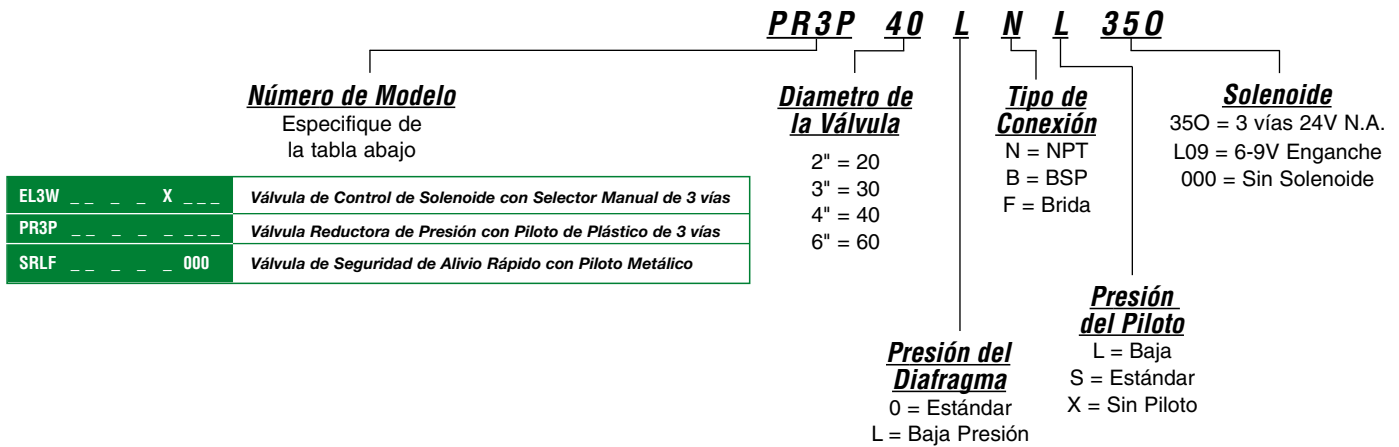 PR3P 40 L N L 35O
Número de Modelo
Especifique de
la tabla abajo
EL3W _ _ _ _ X _ _ _ Válvula de Control de Solenoide con Selector Manual de 3 vías
PR3P _ _ _ _ _ _ _ _ Válvula Reductora de Presión con Piloto de Plástico de 3 vías
SRLF _ _ _ _ _ 000 Válvula de Seguridad de Alivio Rápido con Piloto Metálico
Diametro de
la Válvula
2" = 20
3" = 30
4" = 40
6" = 60
Presión del
Diafragma
0 = Estándar
L = Baja Presión
Tipo de
Conexión
N = NPT
B = BSP
F = Brida
Presión
del Piloto
L = Baja
S = Estándar
X = Sin Piloto
Solenoide
35O = 3 vías 24V N.A.
L09 = 6-9V Enganche
000 = Sin Solenoide